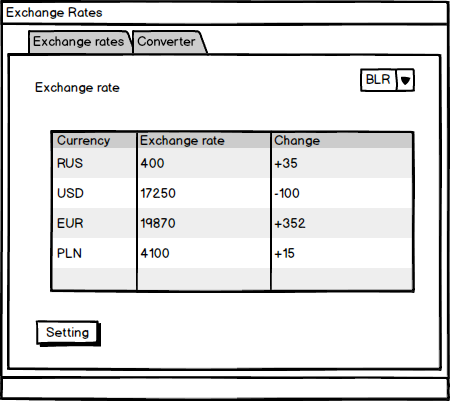 Exchange Rates
Exchange rates Converter
BLR
Exchange rate
Currency Exchange rate Change
RUS 400 +35
USD 17250 -100
EUR 19870 +352
PLN 4100 +15
Setting